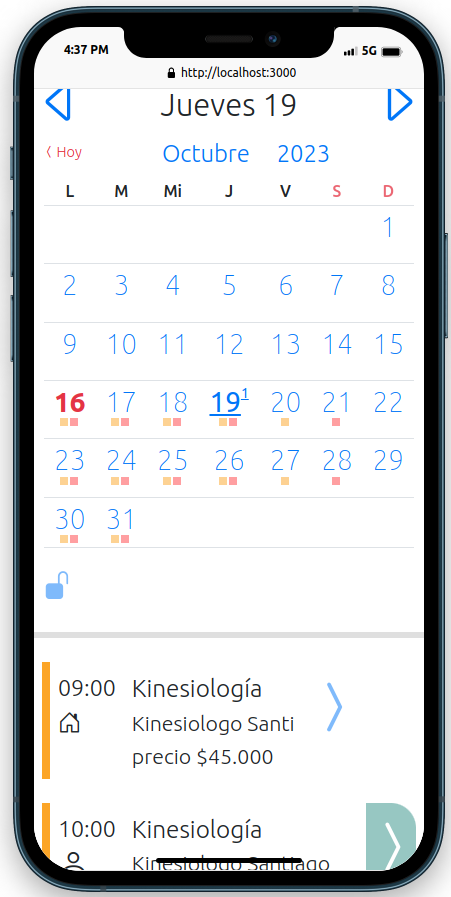 4:37 PM 5G
http://localhost:3000
Jueves 19
Hoy Octubre 2023
L M Mi J V S D
1
2 3 4 5 6 7 8
9 10 11 12 13 14 15
16 17 18 19 1 20 21 22
23 24 25 26 27 28 29
30 31
09:00 Kinesiología
Kinesiologo Santi
precio $45.000
10:00 Kinesiología
Kinesiologo Santiago